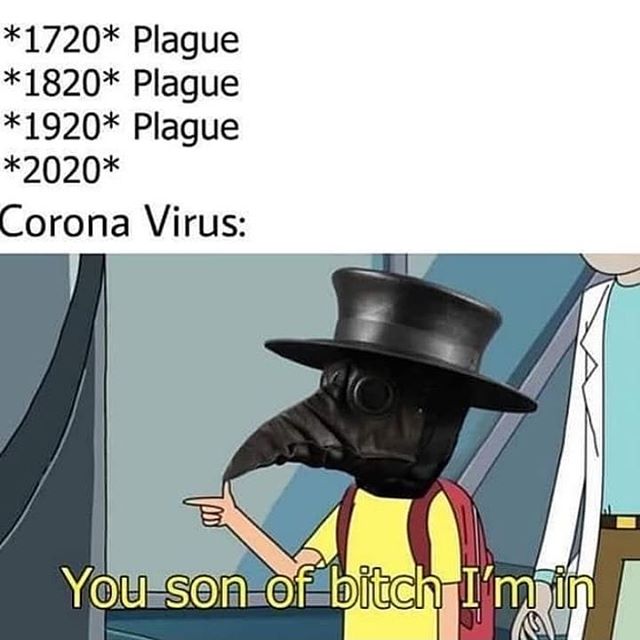 *1720* Plague
*1820* Plague
*1920* Plague
*2020*
Corona Virus:
You son of bitch I'm in